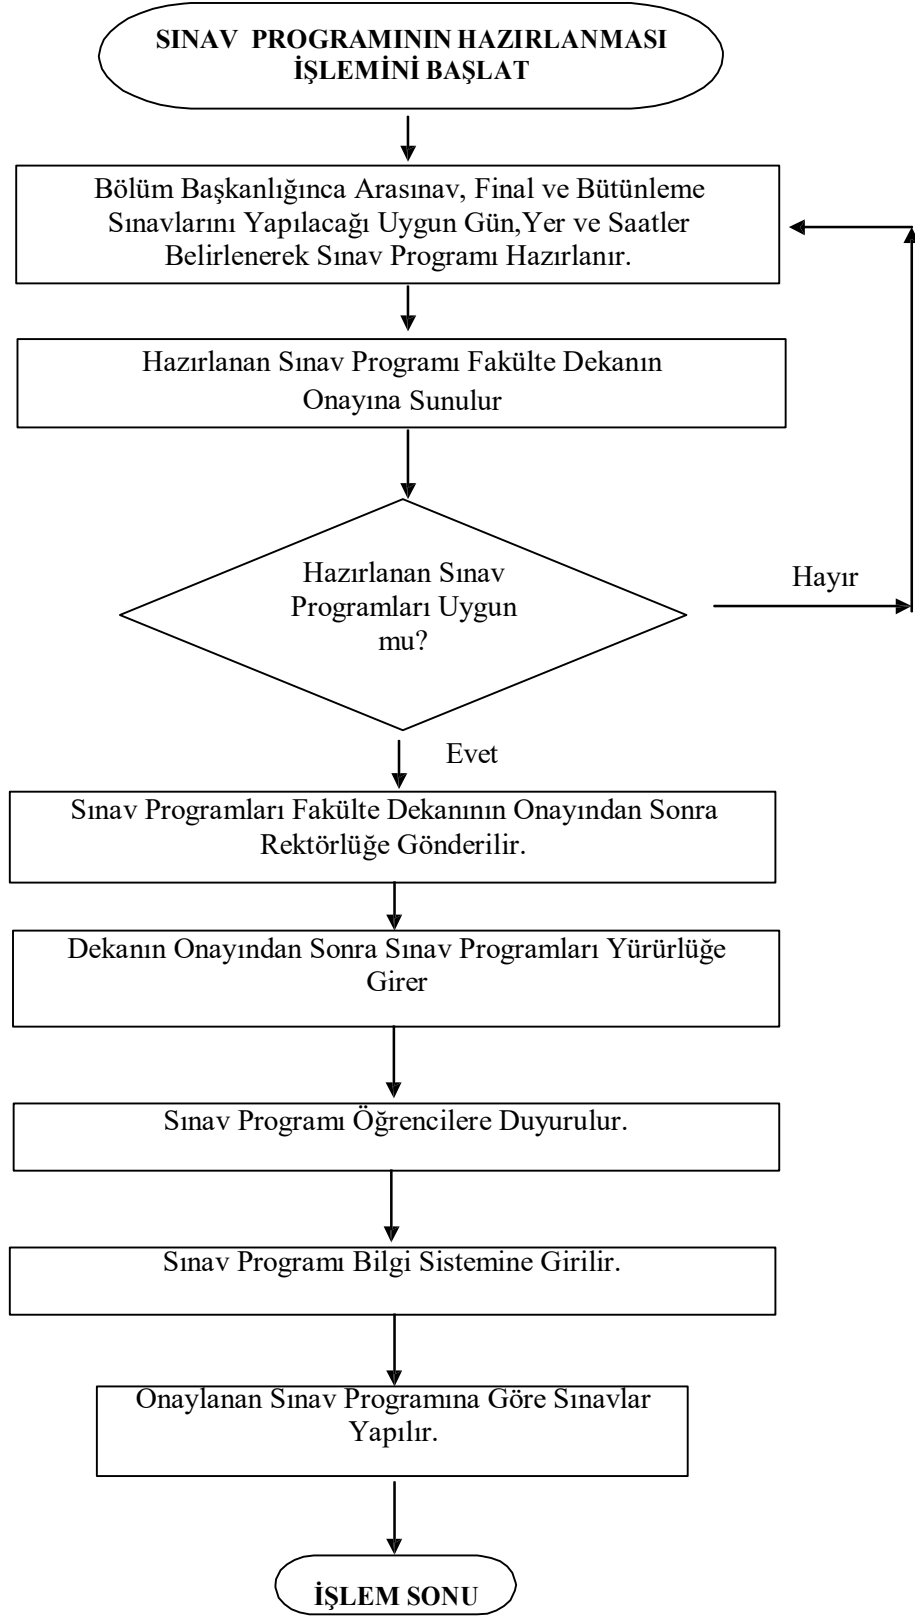 SINAV PROGRAMININ HAZIRLANMASI
İŞLEMİNİ BAŞLAT
Bölüm Başkanlığınca Arasınav, Final ve Bütünleme
Sınavlarını Yapılacağı Uygun Gün,Yer ve Saatler
Belirlenerek Sınav Programı Hazırlanır.
Hazırlanan Sınav Programı Fakülte Dekanın
Onayına Sunulur
Hazırlanan Sınav
Programları Uygun
mu?
Hayır
Evet
Sınav Programları Fakülte Dekanının Onayından Sonra
Rektörlüğe Gönderilir.
Dekanın Onayından Sonra Sınav Programları Yürürlüğe
Girer
Sınav Programı Öğrencilere Duyurulur.
Sınav Programı Bilgi Sistemine Girilir.
Onaylanan Sınav Programına Göre Sınavlar
Yapılır.
İŞLEM SONU